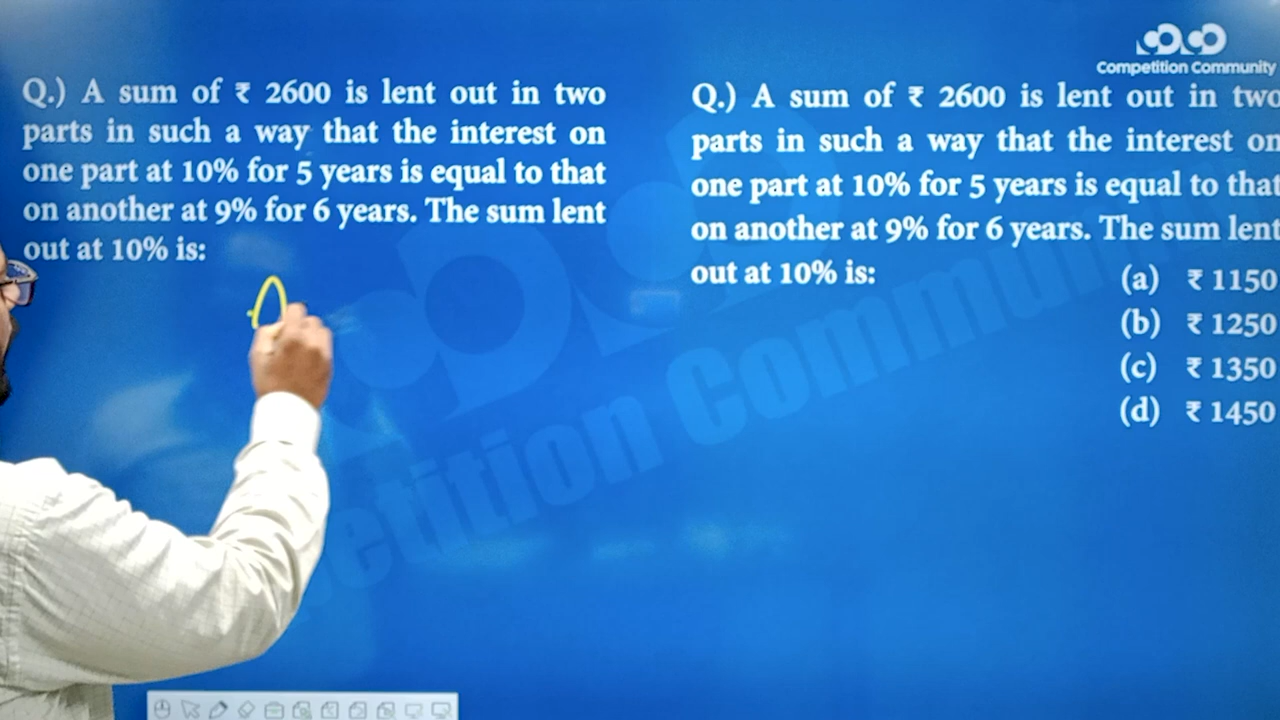 Competition Community
Q.) A sum of ₹ 2600 is lent out in two
parts in such a way that the interest on
one part at 10% for 5 years is equal to that
on another at 9% for 6 years. The sum lent
out at 10% is:
Q.) A sum of ₹ 2600 is lent out in two
parts in such a way that the interest on
one part at 10% for 5 years is equal to that
on another at 9% for 6 years. The sum lent
out at 10% is:
(a) ₹ 1150
(b) ₹ 1250
(c) ₹ 1350
(d) ₹ 1450
etition Commun